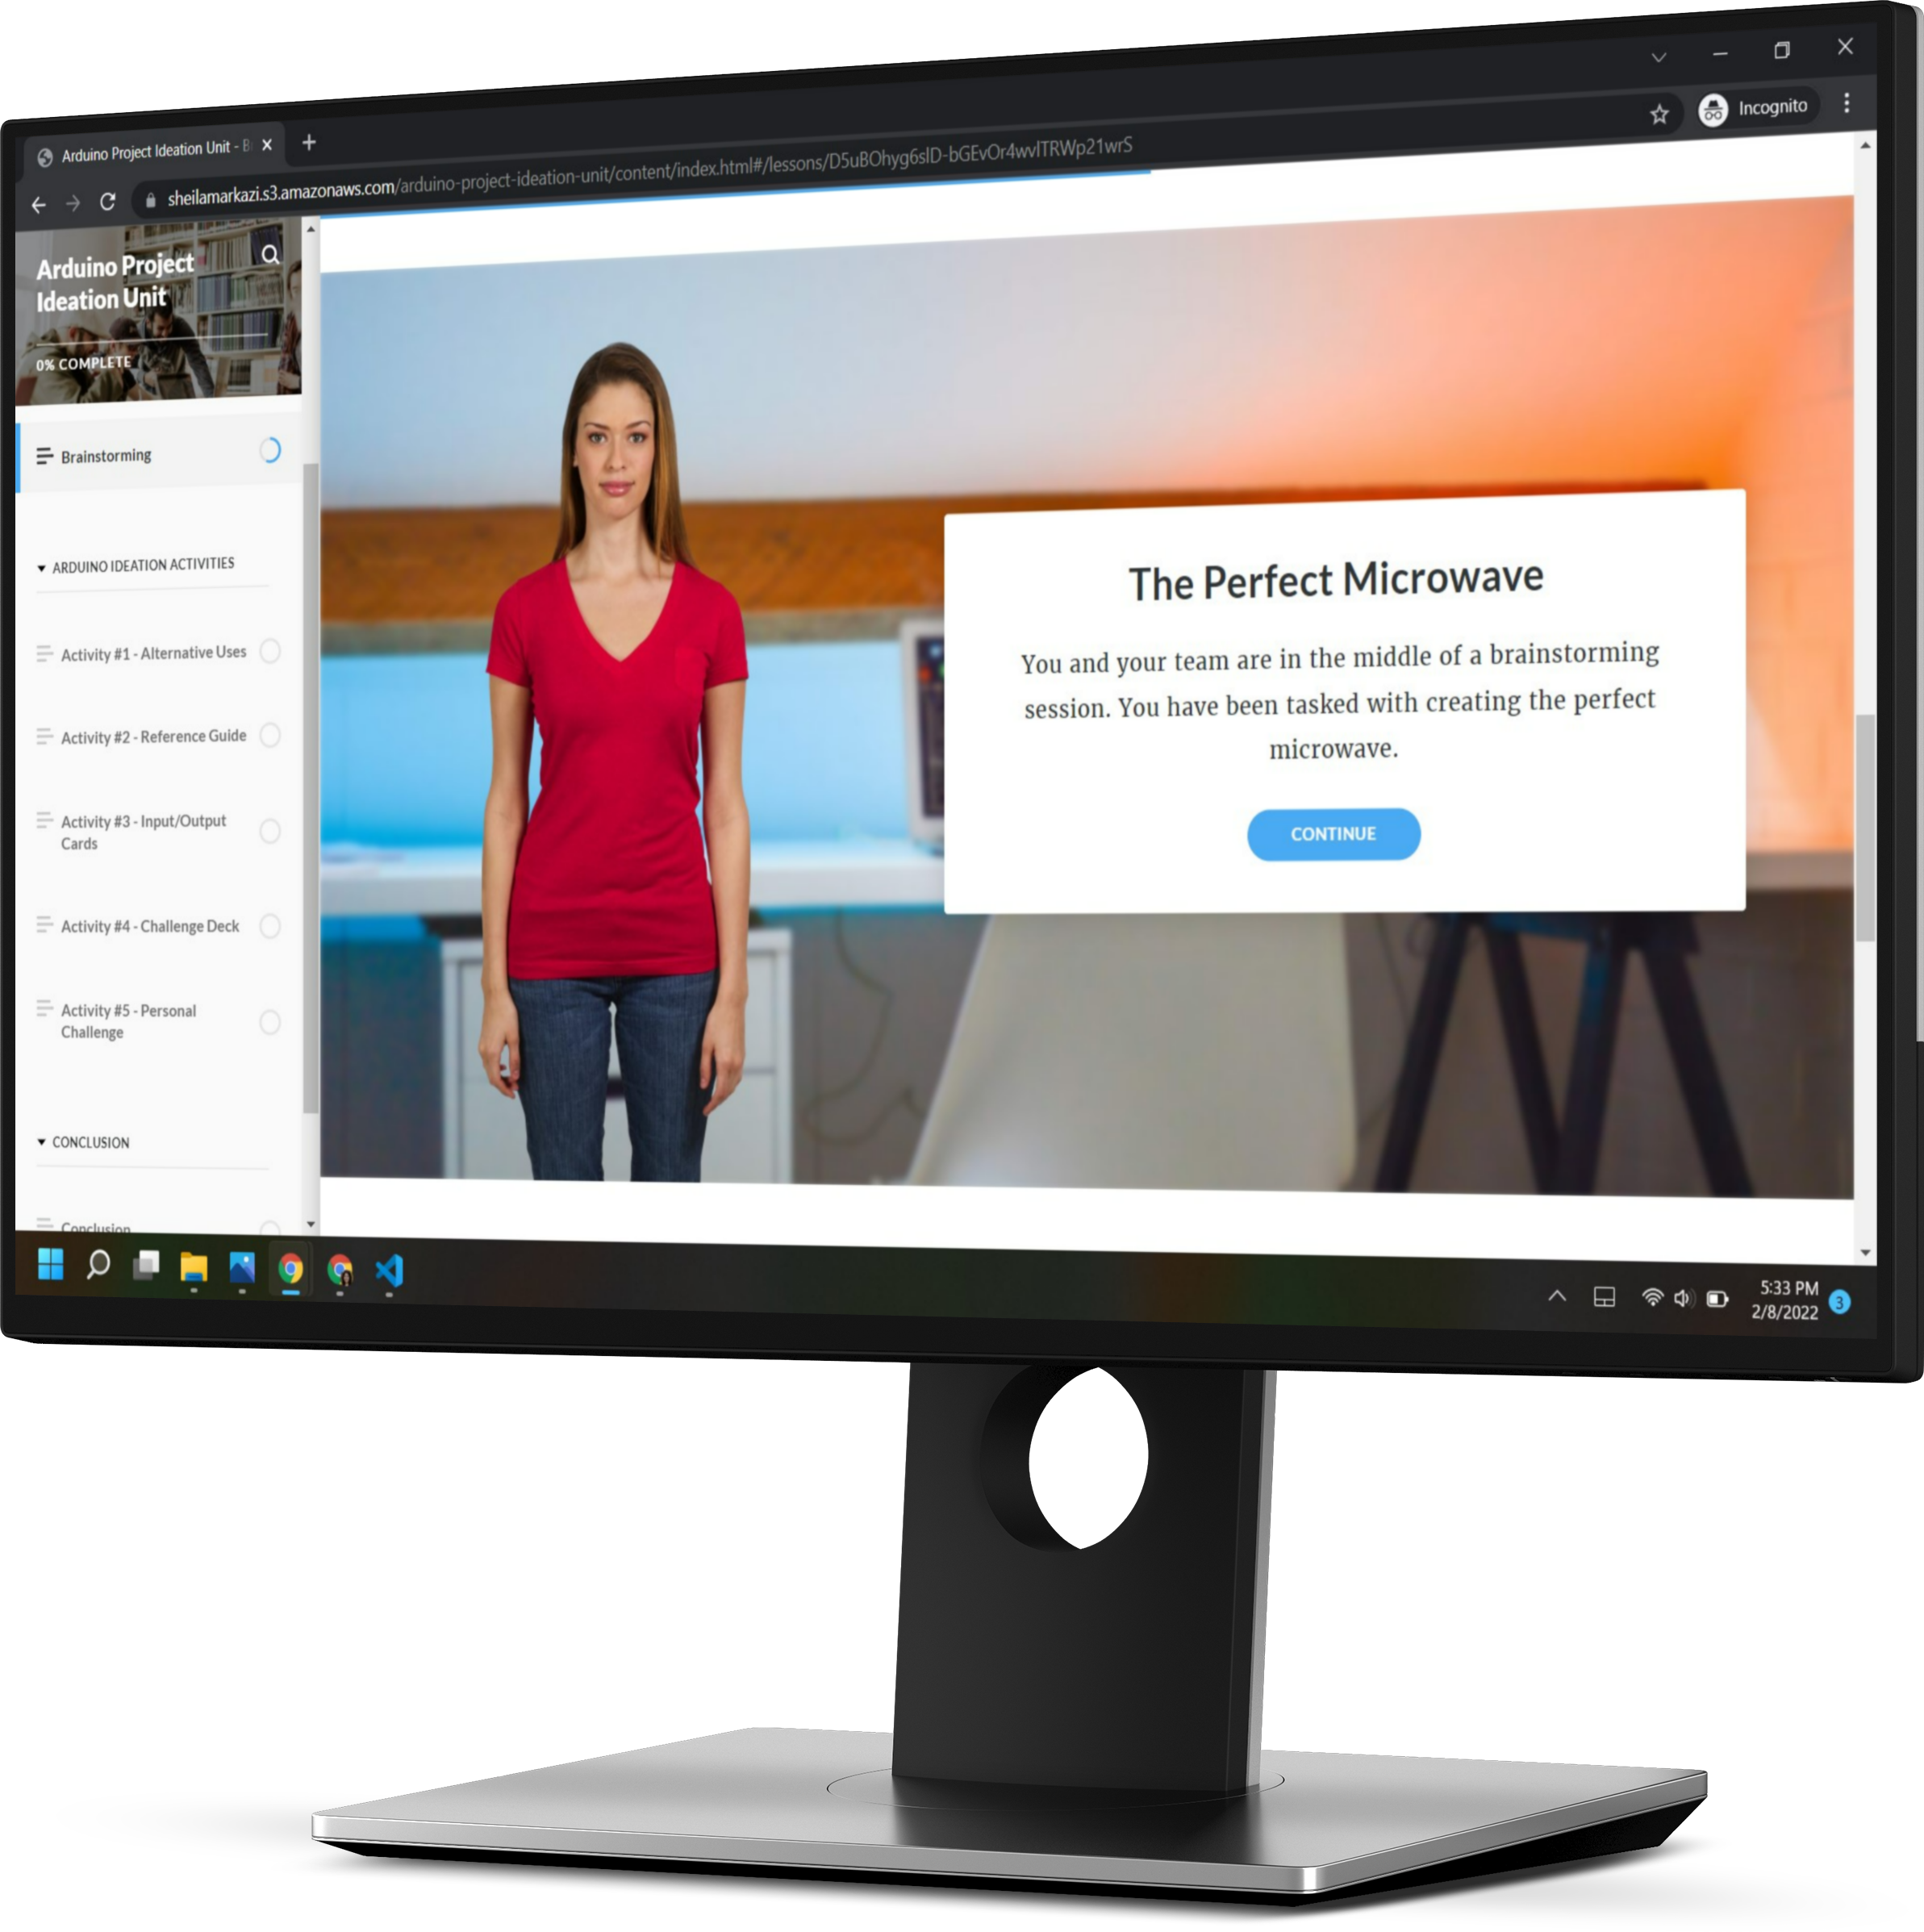 Arduino Project Ideation Unit - B
Incognito
sheilamarkazi.s3.amazonaws.com/arduino-project-ideation-unit/content/index.html#/lessons/
Arduino Project
Ideation Unit
0% COMPLETE
Brainstorming
ARDUINO IDEATION ACTIVITIES
Activity #1 - Alternative Uses
Activity #2 - Reference Guide
Activity #3 - Input/Output
Cards
Activity #4 - Challenge Deck
Activity #5 - Personal
Challenge
CONCLUSION
Conclusion
The Perfect Microwave
You and your team are in the middle of a brainstorming
session. You have been tasked with creating the perfect
microwave.
CONTINUE
5:33 PM
2/8/2022
3